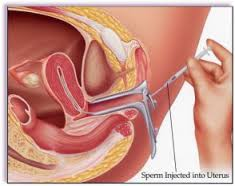 Sperm Injected into Uterus